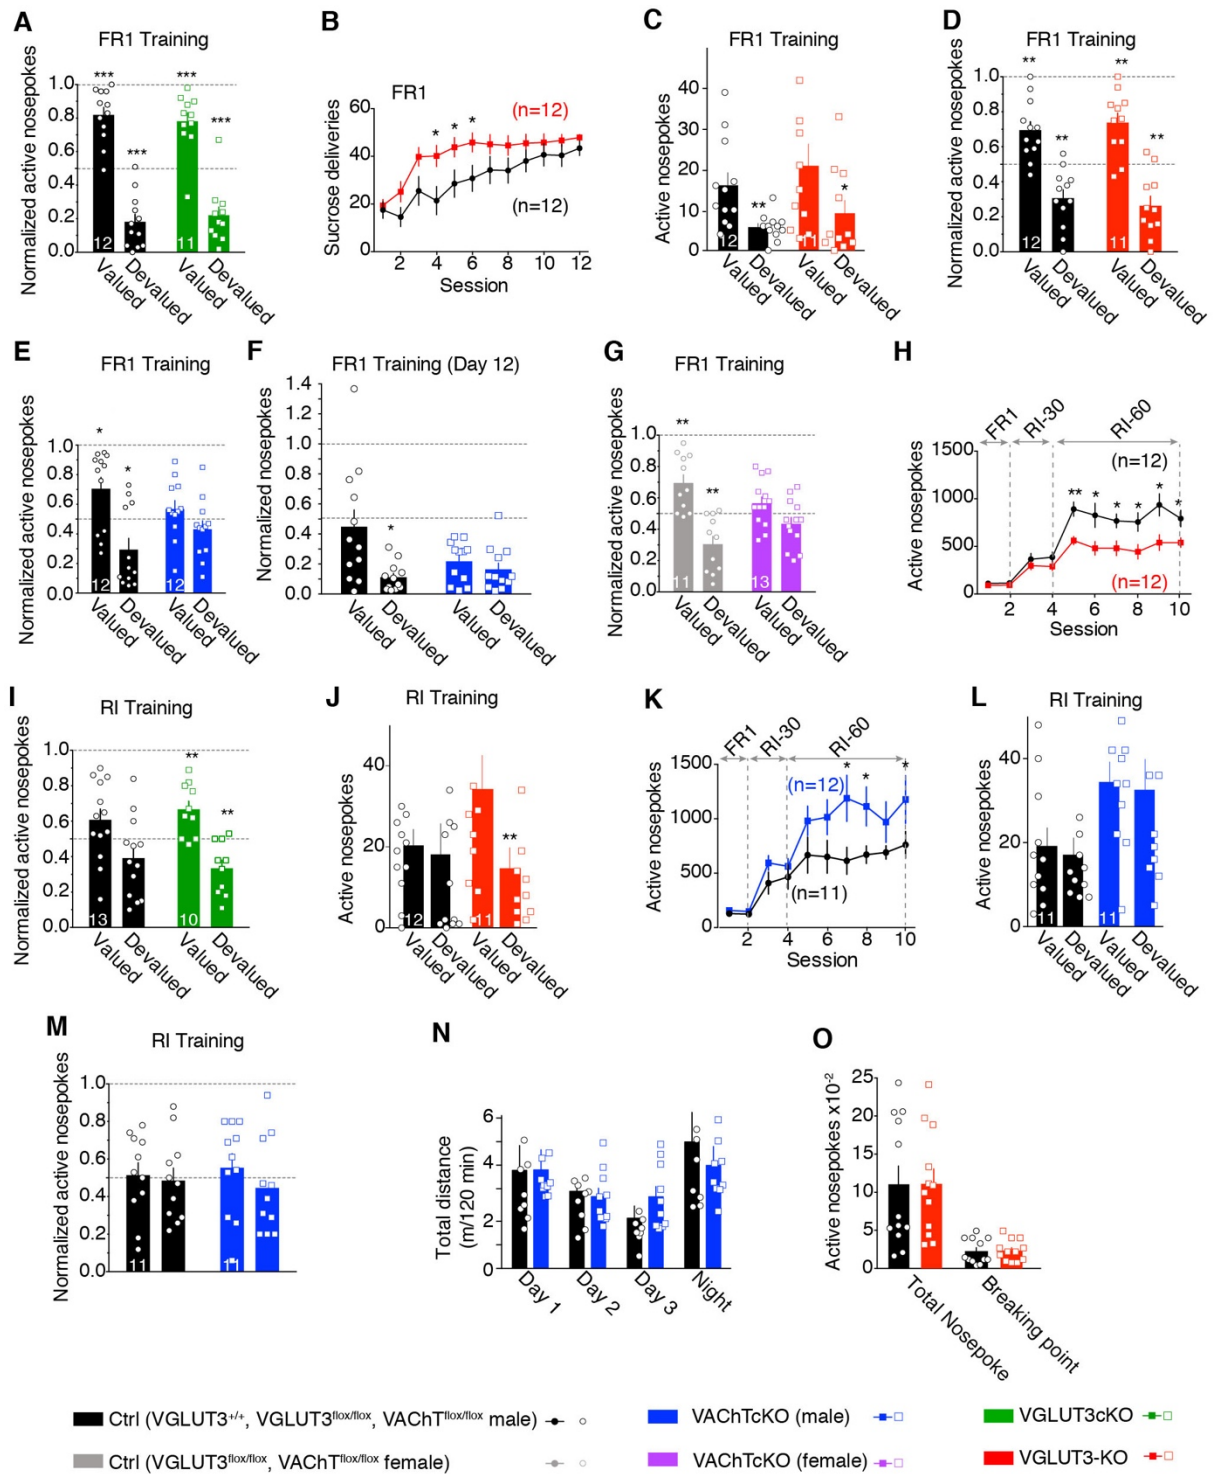 A
FR1 Training
Normalized active nosepokes
1.0
0.8
0.6
0.4
0.2
0.0
***
***
***
***
12
11
Valued
Devalued
Valued
Devalued
B
FR1
Sucrose deliveries
60
40
20
0
(n=12)
* * *
(n=12)
2 4 6 8 10 12
Session
C
FR1 Training
Active nosepokes
40
30
20
10
0
**
*
12
11
Valued
Devalued
Valued
Devalued
D
FR1 Training
Normalized active nosepokes
1.0
0.8
0.6
0.4
0.2
0.0
**
**
**
**
12
11
Valued
Devalued
Valued
Devalued
E
FR1 Training
Normalized active nosepokes
1.0
0.8
0.6
0.4
0.2
0.0
*
*
12
12
Valued
Devalued
Valued
Devalued
F
FR1 Training (Day 12)
Normalized nosepokes
1.4
1.0
0.8
0.6
0.4
0.2
0.0
*
Valued
Devalued
Valued
Devalued
G
FR1 Training
Normalized active nosepokes
1.0
0.8
0.6
0.4
0.2
0.0
**
**
11
13
Valued
Devalued
Valued
Devalued
H
FR1
RI-30
RI-60
Active nosepokes
1500
1000
500
0
(n=12)
** * * * * *
(n=12)
2 4 6 8 10
Session
I
RI Training
Normalized active nosepokes
1.0
0.8
0.6
0.4
0.2
0.0
**
**
13
10
Valued
Devalued
Valued
Devalued
J
RI Training
Active nosepokes
40
20
0
**
12
11
Valued
Devalued
Valued
Devalued
K
FR1
RI-30
RI-60
Active nosepokes
1500
1000
500
0
(n=12)
* * *
(n=11)
2 4 6 8 10
Session
L
RI Training
Active nosepokes
40
20
0
11
11
Valued
Devalued
Valued
Devalued
M
RI Training
Normalized active nosepokes
1.0
0.8
0.6
0.4
0.2
0.0
11
11
N
Total distance
(m/120 min)
6
4
2
0
Day 1
Day 2
Day 3
Night
O
Active nosepokes x10⁻²
25
20
15
10
5
0
Total Nosepoke
Breaking point
Ctrl (VGLUT3+/+, VGLUT3flox/flox, VAChTflox/flox male)
VAChTcKO (male)
VGLUT3cKO
Ctrl (VGLUT3flox/flox, VAChTflox/flox female)
VAChTcKO (female)
VGLUT3-KO